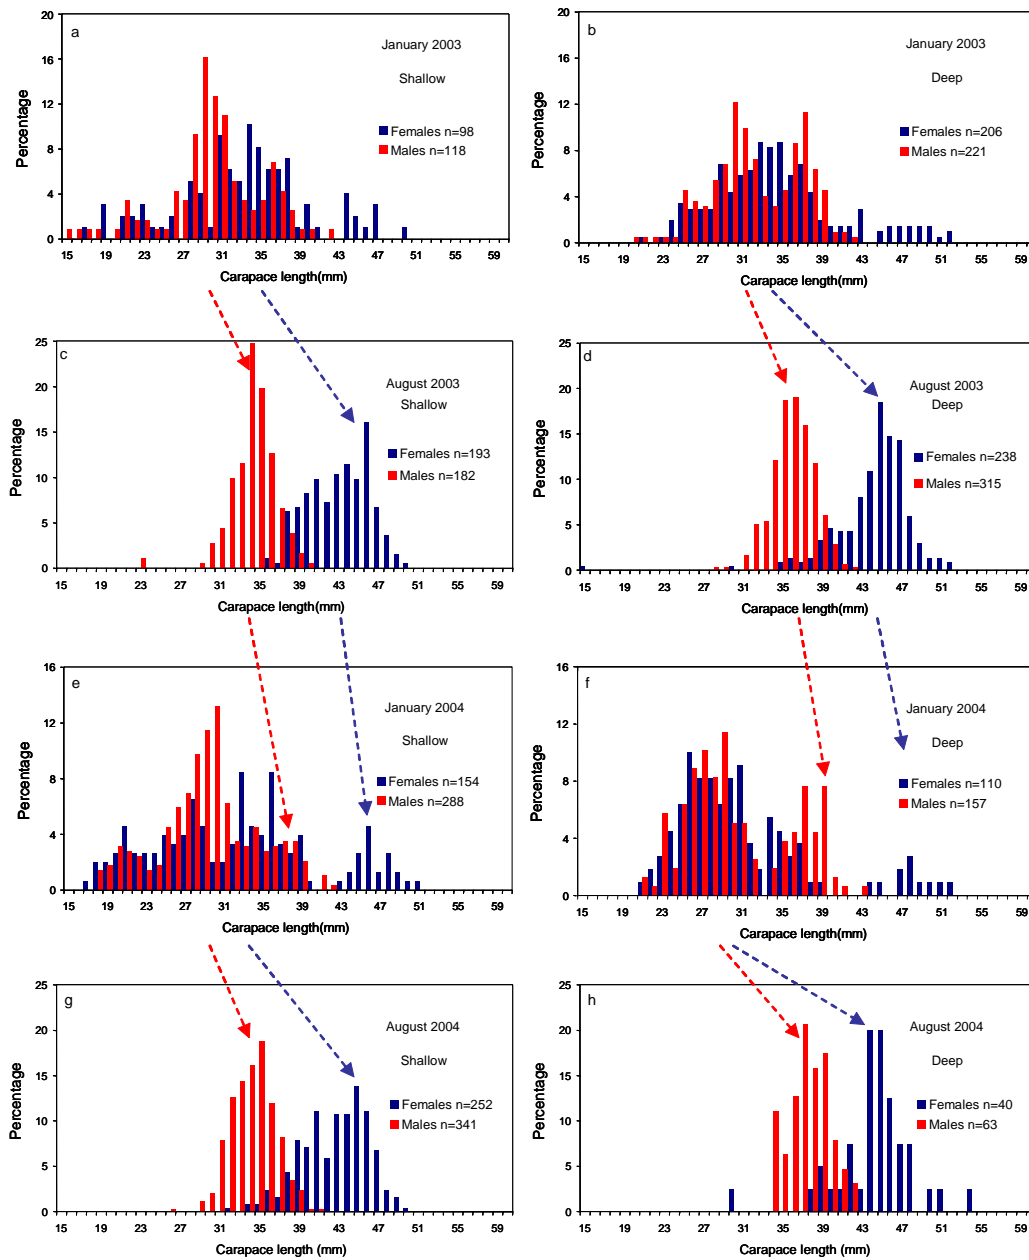 a
January 2003
Shallow
Females n=98
Males n=118
Percentage
20
16
12
8
4
0
15 19 23 27 31 35 39 43 47 51 55 59
Carapace length(mm)
b
January 2003
Deep
Females n=206
Males n=221
Percentage
20
16
12
8
4
0
15 19 23 27 31 35 39 43 47 51 55 59
Carapace length(mm)
c
August 2003
Shallow
Females n=193
Males n=182
Percentage
25
20
15
10
5
0
15 19 23 27 31 35 39 43 47 51 55 59
Carapace length(mm)
d
August 2003
Deep
Females n=238
Males n=315
Percentage
25
20
15
10
5
0
15 19 23 27 31 35 39 43 47 51 55 59
Carapace length(mm)
e
January 2004
Shallow
Females n=154
Males n=288
Percentage
16
12
8
4
0
15 19 23 27 31 35 39 43 47 51 55 59
Carapace length(mm)
f
January 2004
Deep
Females n=110
Males n=157
Percentage
16
12
8
4
0
15 19 23 27 31 35 39 43 47 51 55 59
Carapace length(mm)
g
August 2004
Shallow
Females n=252
Males n=341
Percentage
25
20
15
10
5
0
15 19 23 27 31 35 39 43 47 51 55 59
Carapace length (mm)
h
August 2004
Deep
Females n=40
Males n=63
Percentage
25
20
15
10
5
0
15 19 23 27 31 35 39 43 47 51 55 59
Carapace length (mm)